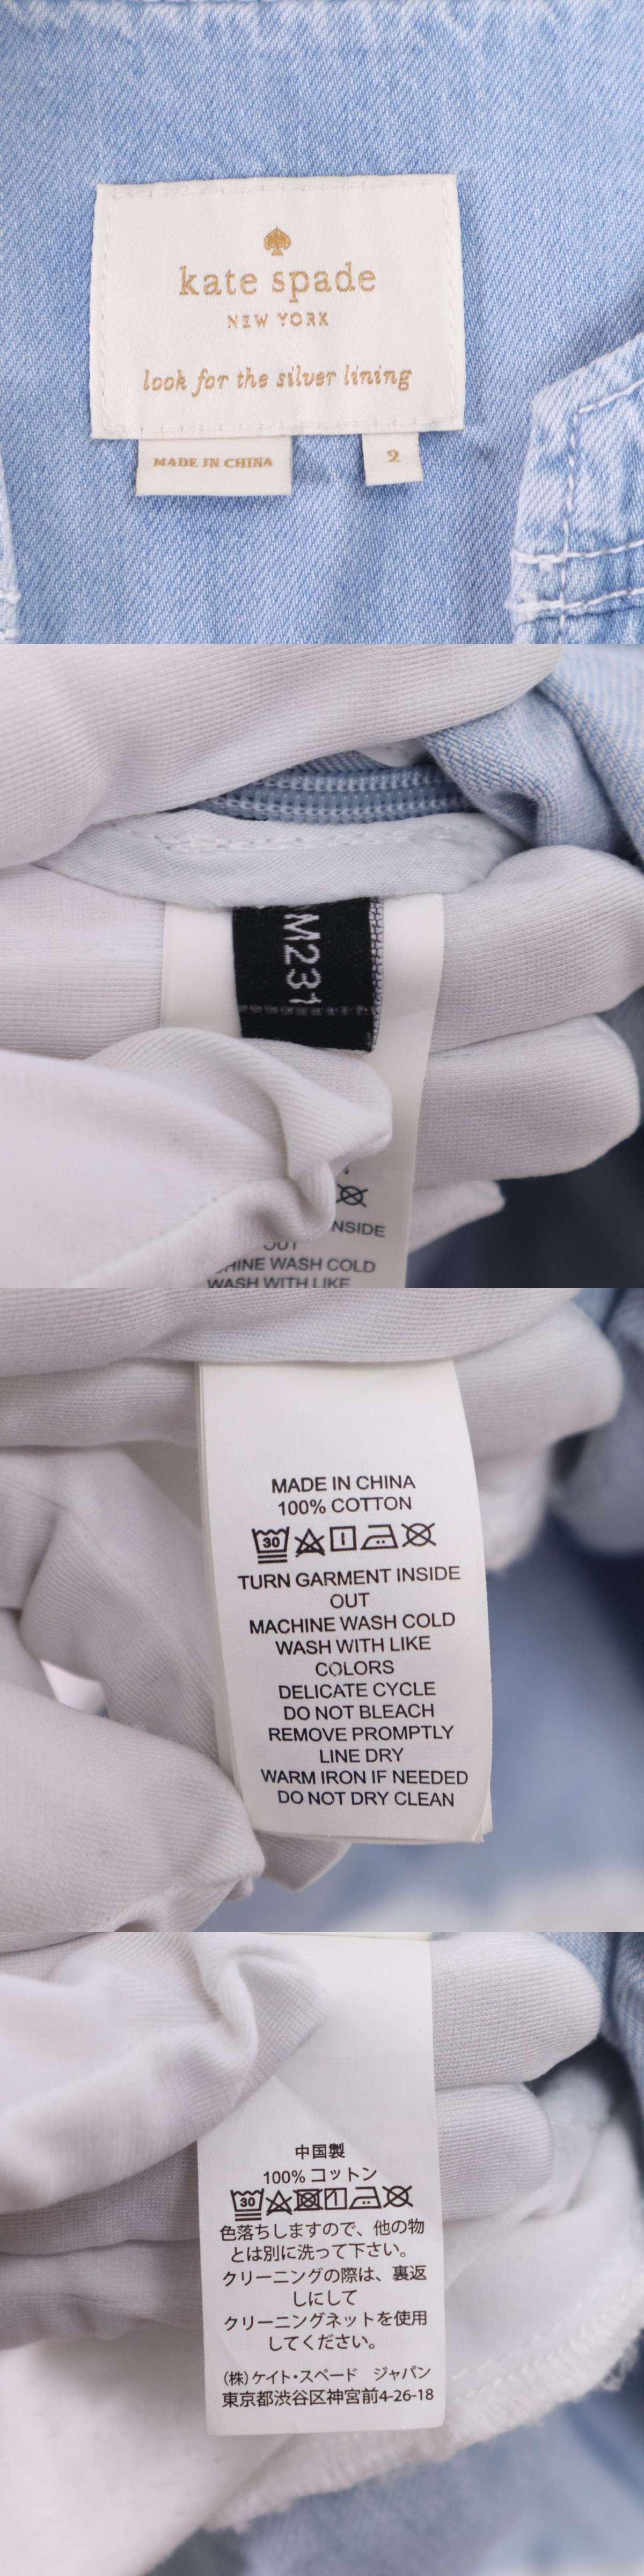 kate spade
NEW YORK
look for the silver lining
MADE IN CHINA
2
M231
NSIDE
OUT
HINE WASH COLD
WASH WITH LIKE
MADE IN CHINA
100% COTTON
30
TURN GARMENT INSIDE
OUT
MACHINE WASH COLD
WASH WITH LIKE
COLORS
DELICATE CYCLE
DO NOT BLEACH
REMOVE PROMPTLY
LINE DRY
WARM IRON IF NEEDED
DO NOT DRY CLEAN
中国製
100% コットン
30
色落ちしますので、他の物
とは別に洗って下さい。
クリーニングの際は、裏返
しにして
クリーニングネットを使用
してください。
(株)ケイト・スペード ジャパン
東京都渋谷区神宮前4-26-18